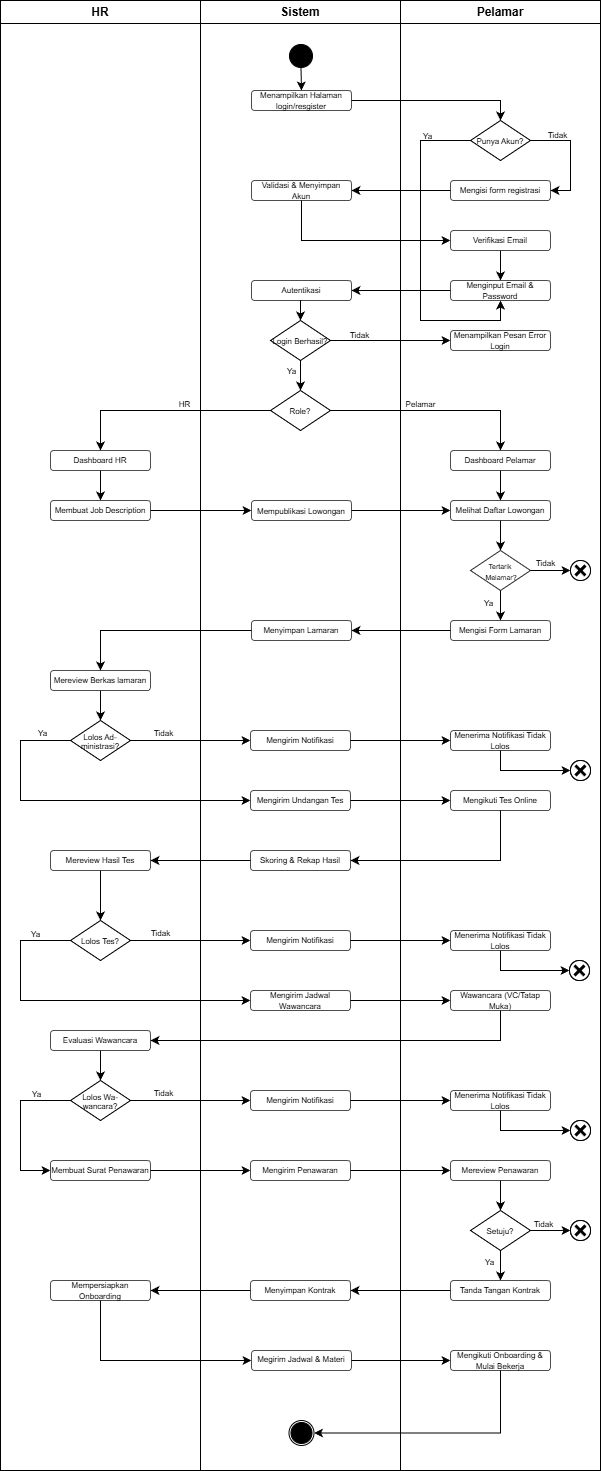 HR
Sistem
Pelamar
Menampilkan Halaman
login/resgister
Punya Akun?
Ya
Tidak
Validasi & Menyimpan
Akun
Mengisi form registrasi
Verifikasi Email
Autentikasi
Menginput Email &
Password
Login Berhasil?
Tidak
Menampilkan Pesan Error
Login
Ya
HR
Role?
Pelamar
Dashboard HR
Dashboard Pelamar
Membuat Job Description
Mempublikasi Lowongan
Melihat Daftar Lowongan
Tertarik
Melamar?
Tidak
Ya
Menyimpan Lamaran
Mengisi Form Lamaran
Mereview Berkas lamaran
Ya
Lolos Ad-
ministrasi?
Tidak
Mengirim Notifikasi
Menerima Notifikasi Tidak
Lolos
Mengirim Undangan Tes
Mengikuti Tes Online
Mereview Hasil Tes
Skoring & Rekap Hasil
Ya
Lolos Tes?
Tidak
Mengirim Notifikasi
Menerima Notifikasi Tidak
Lolos
Mengirim Jadwal
Wawancara
Wawancara (VC/Tatap
Muka)
Evaluasi Wawancara
Ya
Lolos Wa-
wancara?
Tidak
Mengirim Notifikasi
Menerima Notifikasi Tidak
Lolos
Membuat Surat Penawaran
Mengirim Penawaran
Mereview Penawaran
Setuju?
Tidak
Ya
Mempersiapkan
Onboarding
Menyimpan Kontrak
Tanda Tangan Kontrak
Megirim Jadwal & Materi
Mengikuti Onboarding &
Mulai Bekerja